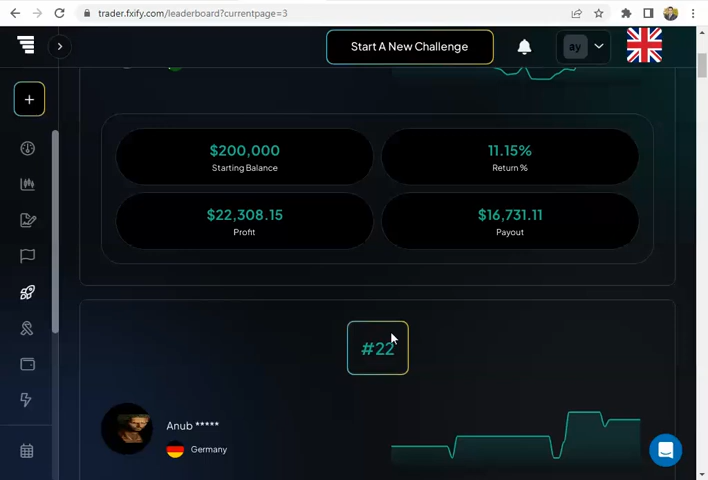 trader.fxify.com/leaderboard?currentpage=3
Start A New Challenge
ay
$200,000
Starting Balance
11.15%
Return %
$22,308.15
Profit
$16,731.11
Payout
#22
Anub *****
Germany